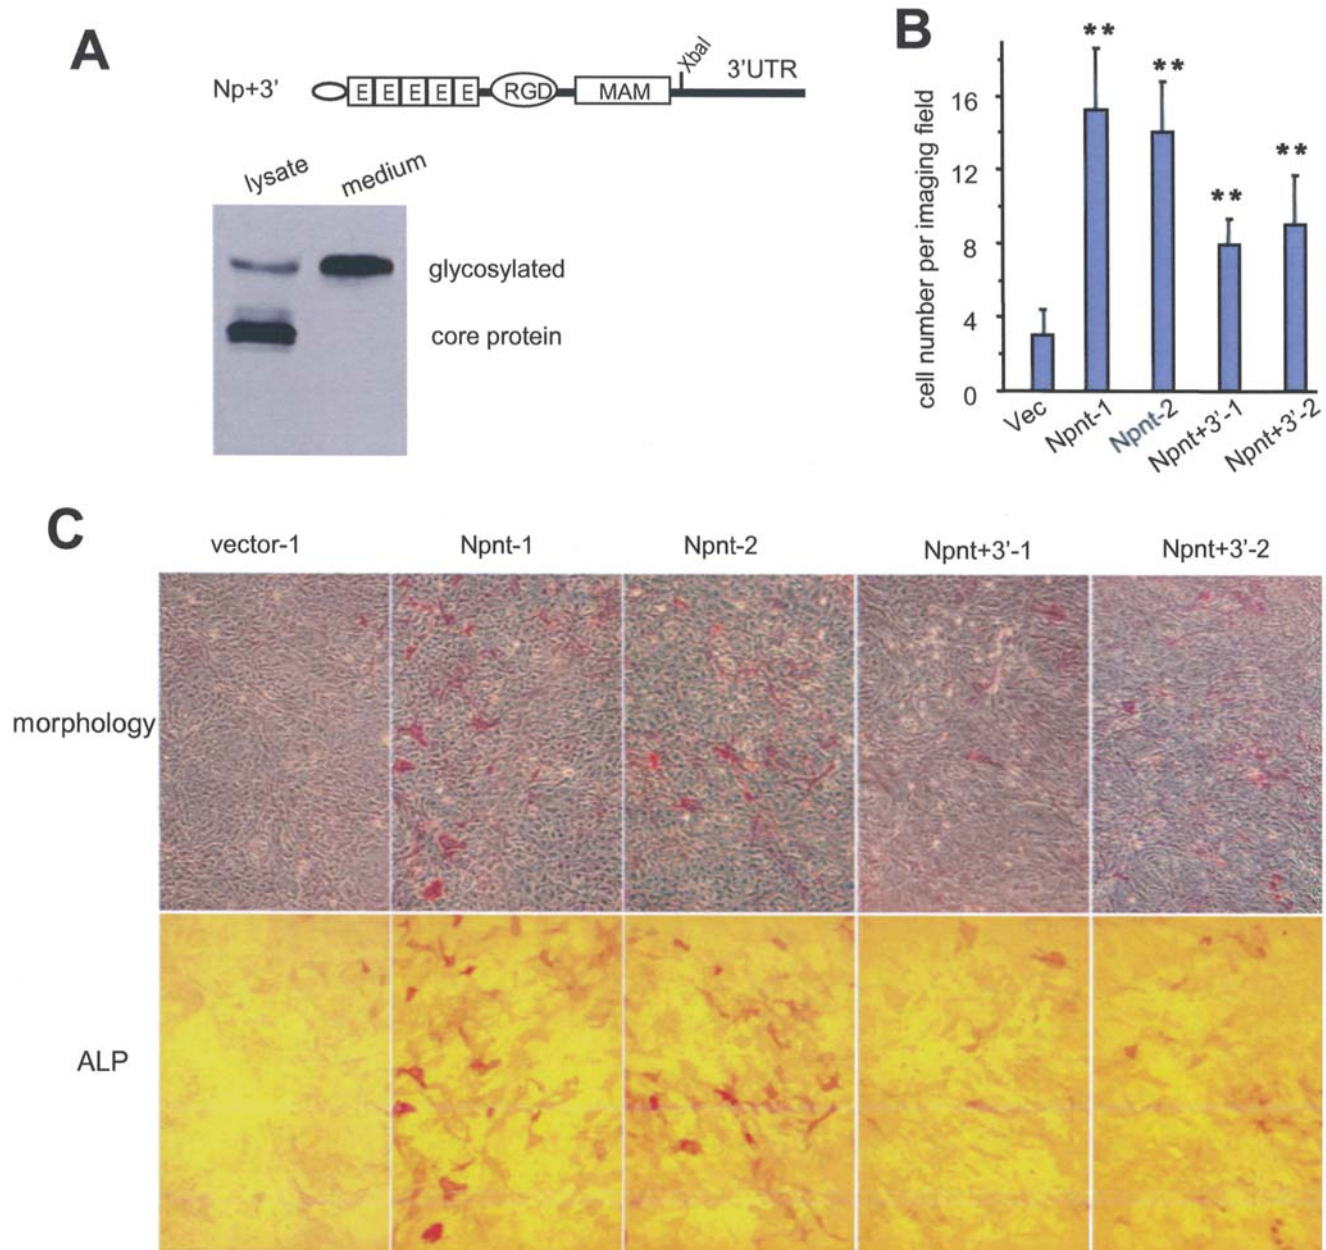 A
Np+3'
E E E E E RGD MAM XbaI 3'UTR
lysate medium
glycosylated
core protein
B
cell number per imaging field
16
12
8
4
0
** ** ** **
Vec Npnt-1 Npnt-2 Npnt+3'-1 Npnt+3'-2
C
vector-1 Npnt-1 Npnt-2 Npnt+3'-1 Npnt+3'-2
morphology
ALP